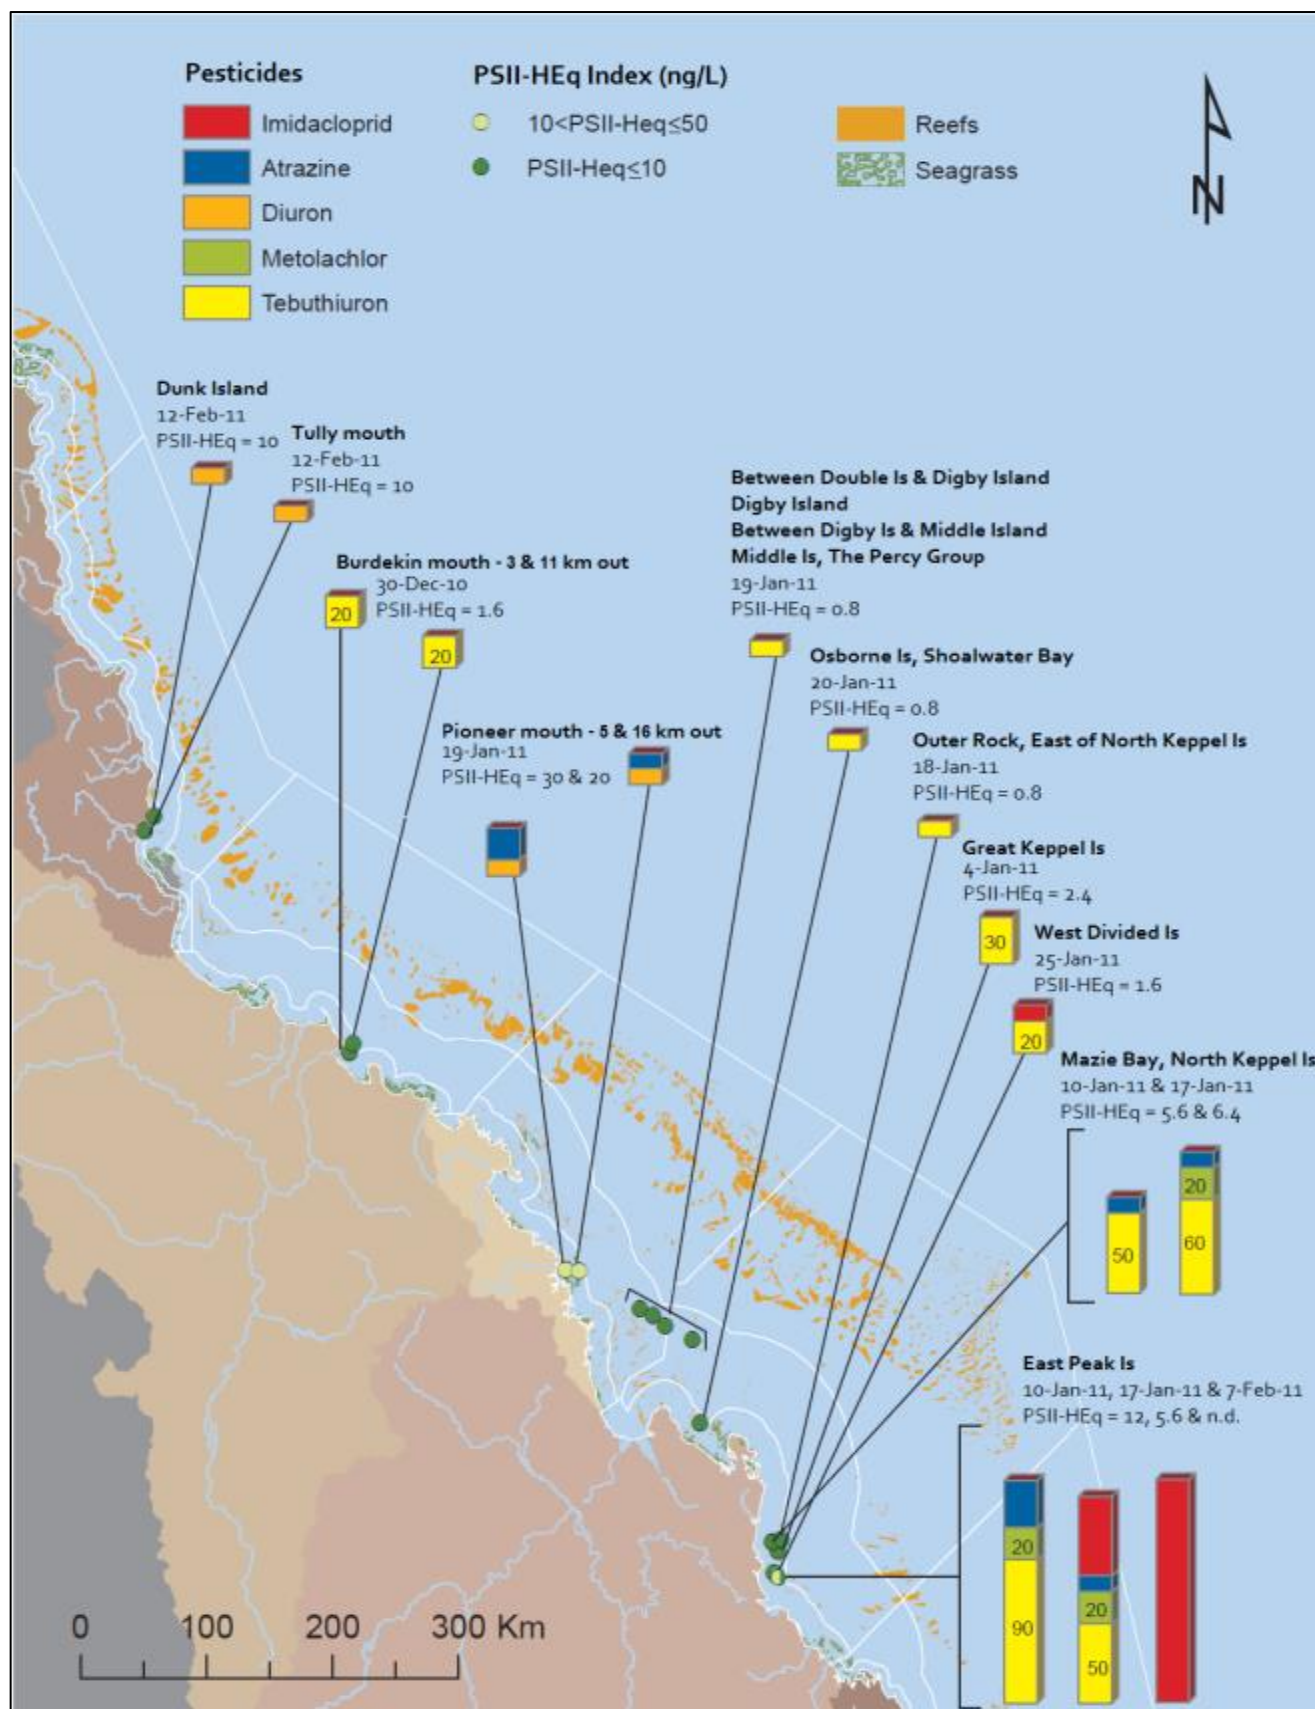 Pesticides
Imidacloprid
Atrazine
Diuron
Metolachlor
Tebuthiuron
PSII-HEq Index (ng/L)
10<PSII-Heq≤50
PSII-Heq≤10
Reefs
Seagrass
N
Dunk Island
12-Feb-11
PSII-HEq = 10
Tully mouth
12-Feb-11
PSII-HEq = 10
Burdekin mouth - 3 & 11 km out
30-Dec-10
PSII-HEq = 1.6
20
20
Pioneer mouth - 5 & 16 km out
19-Jan-11
PSII-HEq = 30 & 20
Between Double Is & Digby Island
Digby Island
Between Digby Is & Middle Island
Middle Is, The Percy Group
19-Jan-11
PSII-HEq = 0.8
Osborne Is, Shoalwater Bay
20-Jan-11
PSII-HEq = 0.8
Outer Rock, East of North Keppel Is
18-Jan-11
PSII-HEq = 0.8
Great Keppel Is
4-Jan-11
PSII-HEq = 2.4
30
West Divided Is
25-Jan-11
PSII-HEq = 1.6
20
Mazie Bay, North Keppel Is
10-Jan-11 & 17-Jan-11
PSII-HEq = 5.6 & 6.4
50
20
60
East Peak Is
10-Jan-11, 17-Jan-11 & 7-Feb-11
PSII-HEq = 12, 5.6 & n.d.
20
90
20
50
0 100 200 300 Km